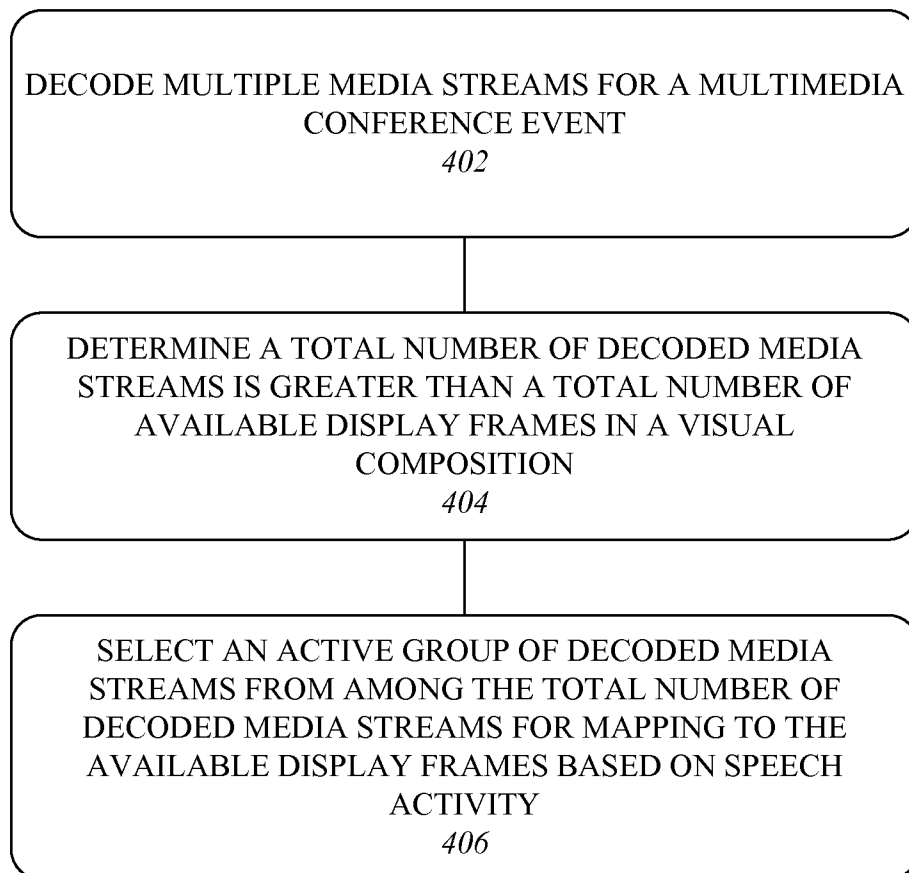 DECODE MULTIPLE MEDIA STREAMS FOR A MULTIMEDIA
CONFERENCE EVENT
402
DETERMINE A TOTAL NUMBER OF DECODED MEDIA
STREAMS IS GREATER THAN A TOTAL NUMBER OF
AVAILABLE DISPLAY FRAMES IN A VISUAL
COMPOSITION
404
SELECT AN ACTIVE GROUP OF DECODED MEDIA
STREAMS FROM AMONG THE TOTAL NUMBER OF
DECODED MEDIA STREAMS FOR MAPPING TO THE
AVAILABLE DISPLAY FRAMES BASED ON SPEECH
ACTIVITY
406